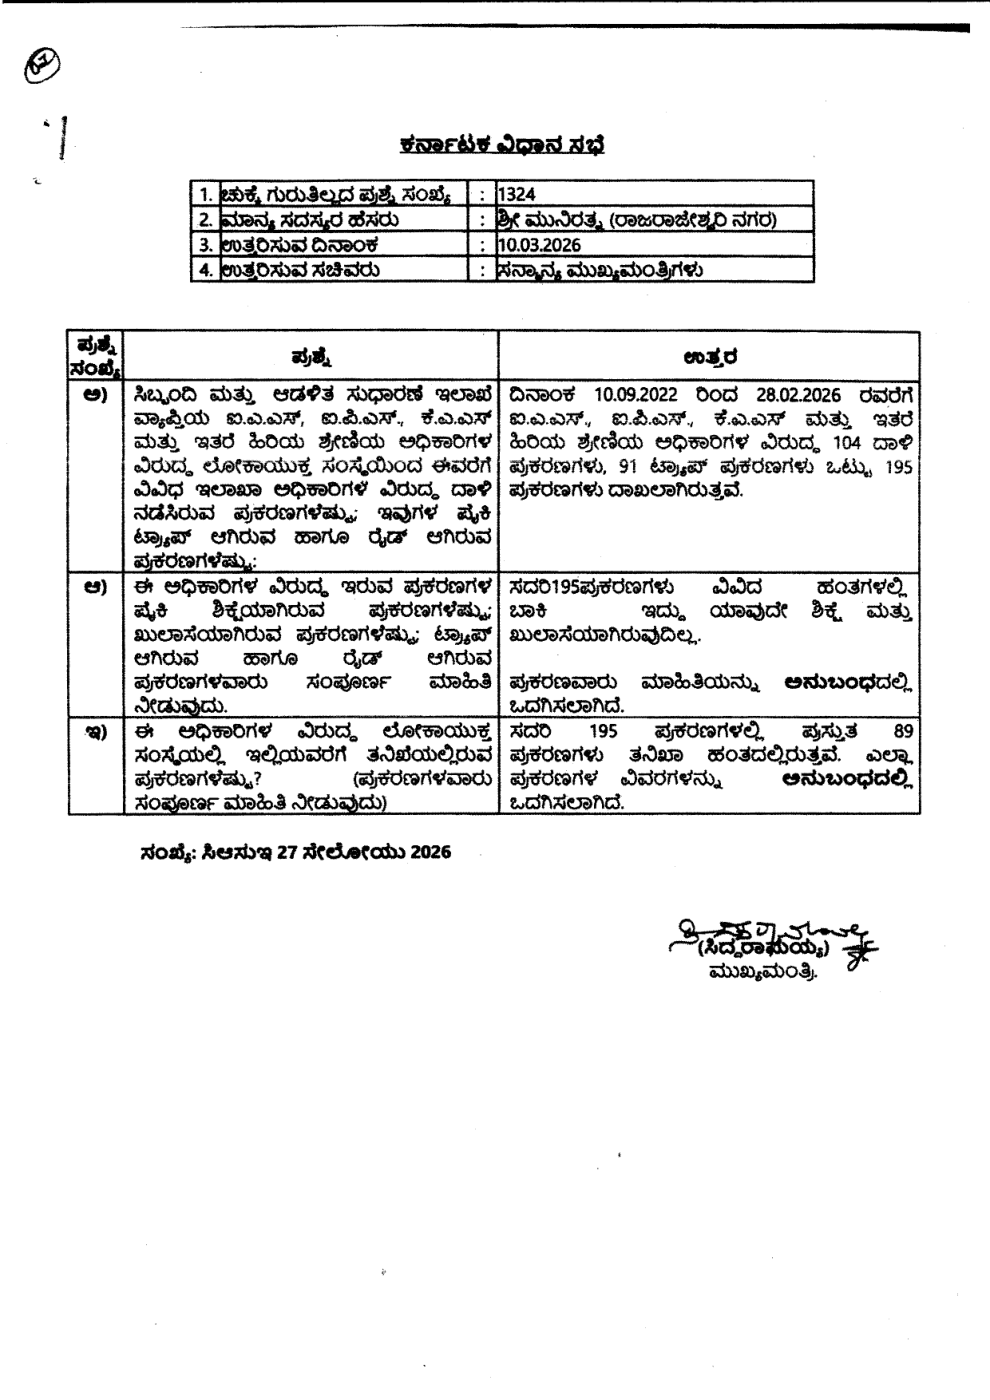 ಕರ್ನಾಟಕ ವಿಧಾನ ಸಭೆ
1. ಚುಕ್ಕೆ ಗುರುತಿಲ್ಲದ ಪ್ರಶ್ನೆ ಸಂಖ್ಯೆ : 1324
2. ಮಾನ್ಯ ಸದಸ್ಯರ ಹೆಸರು : ಶ್ರೀ ಮುನಿರತ್ನ (ರಾಜರಾಜೇಶ್ವರಿ ನಗರ)
3. ಉತ್ತರಿಸುವ ದಿನಾಂಕ : 10.03.2026
4. ಉತ್ತರಿಸುವ ಸಚಿವರು : ಸನ್ಮಾನ್ಯ ಮುಖ್ಯಮಂತ್ರಿಗಳು
ಪ್ರಶ್ನೆ
ಸಂಖ್ಯೆ
ಪ್ರಶ್ನೆ
ಉತ್ತರ
ಅ)
ಸಿಬ್ಬಂದಿ ಮತ್ತು ಆಡಳಿತ ಸುಧಾರಣೆ ಇಲಾಖೆ
ವ್ಯಾಪ್ತಿಯ ಐ.ಎ.ಎಸ್, ಐ.ಪಿ.ಎಸ್., ಕೆ.ಎ.ಎಸ್
ಮತ್ತು ಇತರೆ ಹಿರಿಯ ಶ್ರೇಣಿಯ ಅಧಿಕಾರಿಗಳ
ವಿರುದ್ಧ ಲೋಕಾಯುಕ್ತ ಸಂಸ್ಥೆಯಿಂದ ಈವರೆಗೆ
ವಿವಿಧ ಇಲಾಖಾ ಅಧಿಕಾರಿಗಳ ವಿರುದ್ಧ ದಾಳಿ
ನಡೆಸಿರುವ ಪ್ರಕರಣಗಳೆಷ್ಟು; ಇವುಗಳ ಪೈಕಿ
ಟ್ರ್ಯಾಪ್ ಆಗಿರುವ ಹಾಗೂ ರೈಡ್ ಆಗಿರುವ
ಪ್ರಕರಣಗಳೆಷ್ಟು;
ದಿನಾಂಕ 10.09.2022 ರಿಂದ 28.02.2026 ರವರೆಗೆ
ಐ.ಎ.ಎಸ್., ಐ.ಪಿ.ಎಸ್., ಕೆ.ಎ.ಎಸ್ ಮತ್ತು ಇತರೆ
ಹಿರಿಯ ಶ್ರೇಣಿಯ ಅಧಿಕಾರಿಗಳ ವಿರುದ್ಧ 104 ದಾಳಿ
ಪ್ರಕರಣಗಳು, 91 ಟ್ರ್ಯಾಪ್ ಪ್ರಕರಣಗಳು ಒಟ್ಟು 195
ಪ್ರಕರಣಗಳು ದಾಖಲಾಗಿರುತ್ತವೆ.
ಆ)
ಈ ಅಧಿಕಾರಿಗಳ ವಿರುದ್ಧ ಇರುವ ಪ್ರಕರಣಗಳ
ಪೈಕಿ ಶಿಕ್ಷೆಯಾಗಿರುವ ಪ್ರಕರಣಗಳೆಷ್ಟು;
ಖುಲಾಸೆಯಾಗಿರುವ ಪ್ರಕರಣಗಳೆಷ್ಟು; ಟ್ರ್ಯಾಪ್
ಆಗಿರುವ ಹಾಗೂ ರೈಡ್ ಆಗಿರುವ
ಪ್ರಕರಣಗಳವಾರು ಸಂಪೂರ್ಣ ಮಾಹಿತಿ
ನೀಡುವುದು.
ಸದರಿ195ಪ್ರಕರಣಗಳು ವಿವಿದ ಹಂತಗಳಲ್ಲಿ
ಬಾಕಿ ಇದ್ದು ಯಾವುದೇ ಶಿಕ್ಷೆ ಮತ್ತು
ಖುಲಾಸೆಯಾಗಿರುವುದಿಲ್ಲ.
ಪ್ರಕರಣವಾರು ಮಾಹಿತಿಯನ್ನು ಅನುಬಂಧದಲ್ಲಿ
ಒದಗಿಸಲಾಗಿದೆ.
ಇ)
ಈ ಅಧಿಕಾರಿಗಳ ವಿರುದ್ಧ ಲೋಕಾಯುಕ್ತ
ಸಂಸ್ಥೆಯಲ್ಲಿ ಇಲ್ಲಿಯವರೆಗೆ ತನಿಖೆಯಲ್ಲಿರುವ
ಪ್ರಕರಣಗಳೆಷ್ಟು? (ಪ್ರಕರಣಗಳವಾರು
ಸಂಪೂರ್ಣ ಮಾಹಿತಿ ನೀಡುವುದು)
ಸದರಿ 195 ಪ್ರಕರಣಗಳಲ್ಲಿ ಪ್ರಸ್ತುತ 89
ಪ್ರಕರಣಗಳು ತನಿಖಾ ಹಂತದಲ್ಲಿರುತ್ತವೆ. ಎಲ್ಲಾ
ಪ್ರಕರಣಗಳ ವಿವರಗಳನ್ನು ಅನುಬಂಧದಲ್ಲಿ
ಒದಗಿಸಲಾಗಿದೆ.
ಸಂಖ್ಯೆ: ಸಿಆಸುಇ 27 ಸೇಲೋಯು 2026
(ಸಿದ್ದರಾಮಯ್ಯ)
ಮುಖ್ಯಮಂತ್ರಿ.